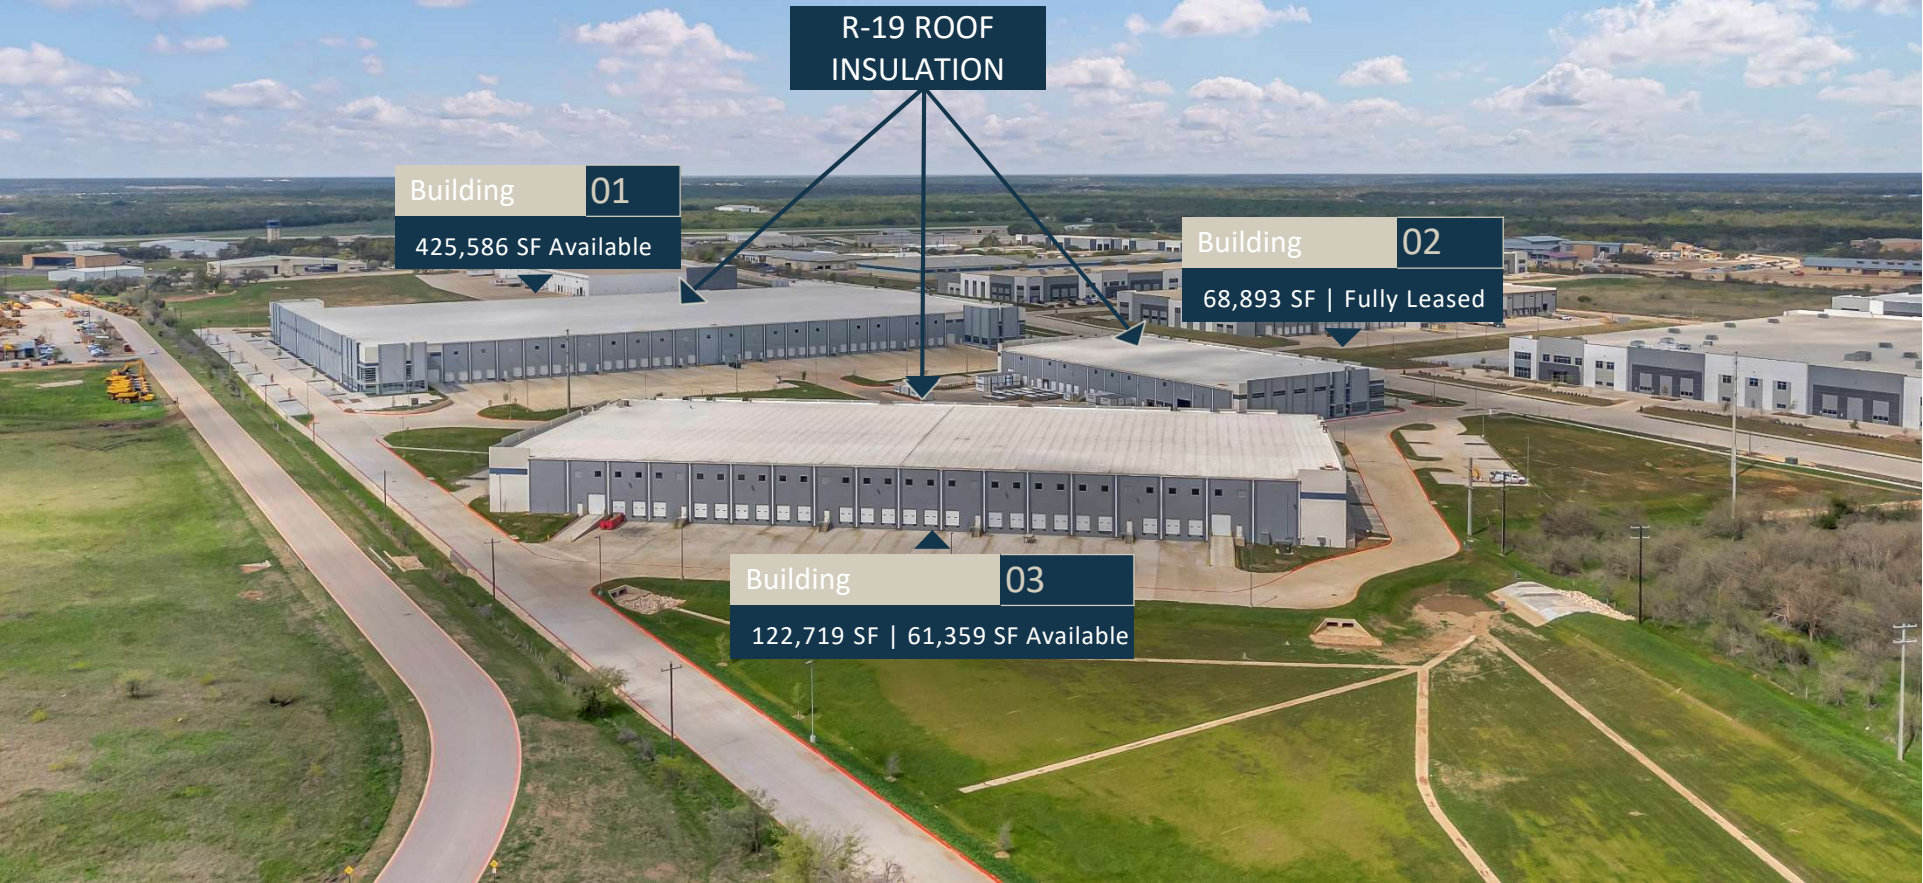 R-19 ROOF
INSULATION
Building 01
425,586 SF Available
Building 02
68,893 SF | Fully Leased
Building 03
122,719 SF | 61,359 SF Available